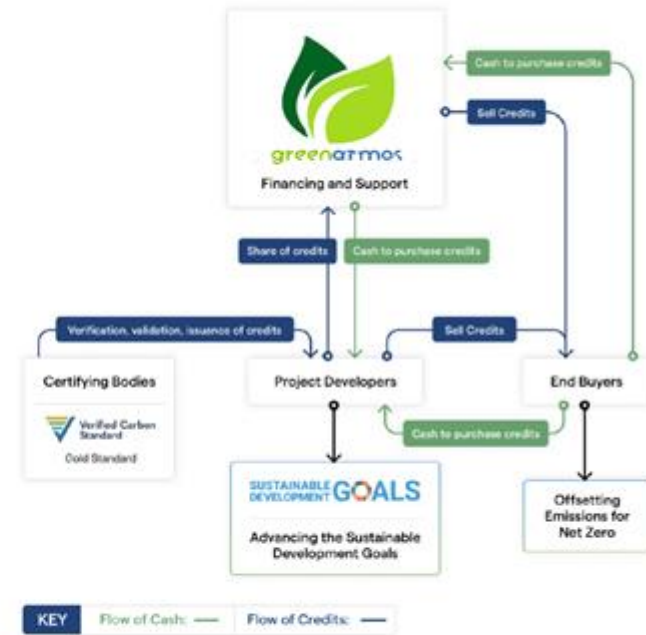 Cash to purchase credits
Sell Credits
greenatmos
Financing and Support
Share of credits
Cash to purchase credits
Verification, validation, issuance of credits
Sell Credits
Certifying Bodies
Project Developers
End Buyers
Verified Carbon
Standard
Gold Standard
Cash to purchase credits
SUSTAINABLE
DEVELOPMENT GOALS
Advancing the Sustainable
Development Goals
Offsetting
Emissions for
Net Zero
KEY
Flow of Cash:
Flow of Credits: